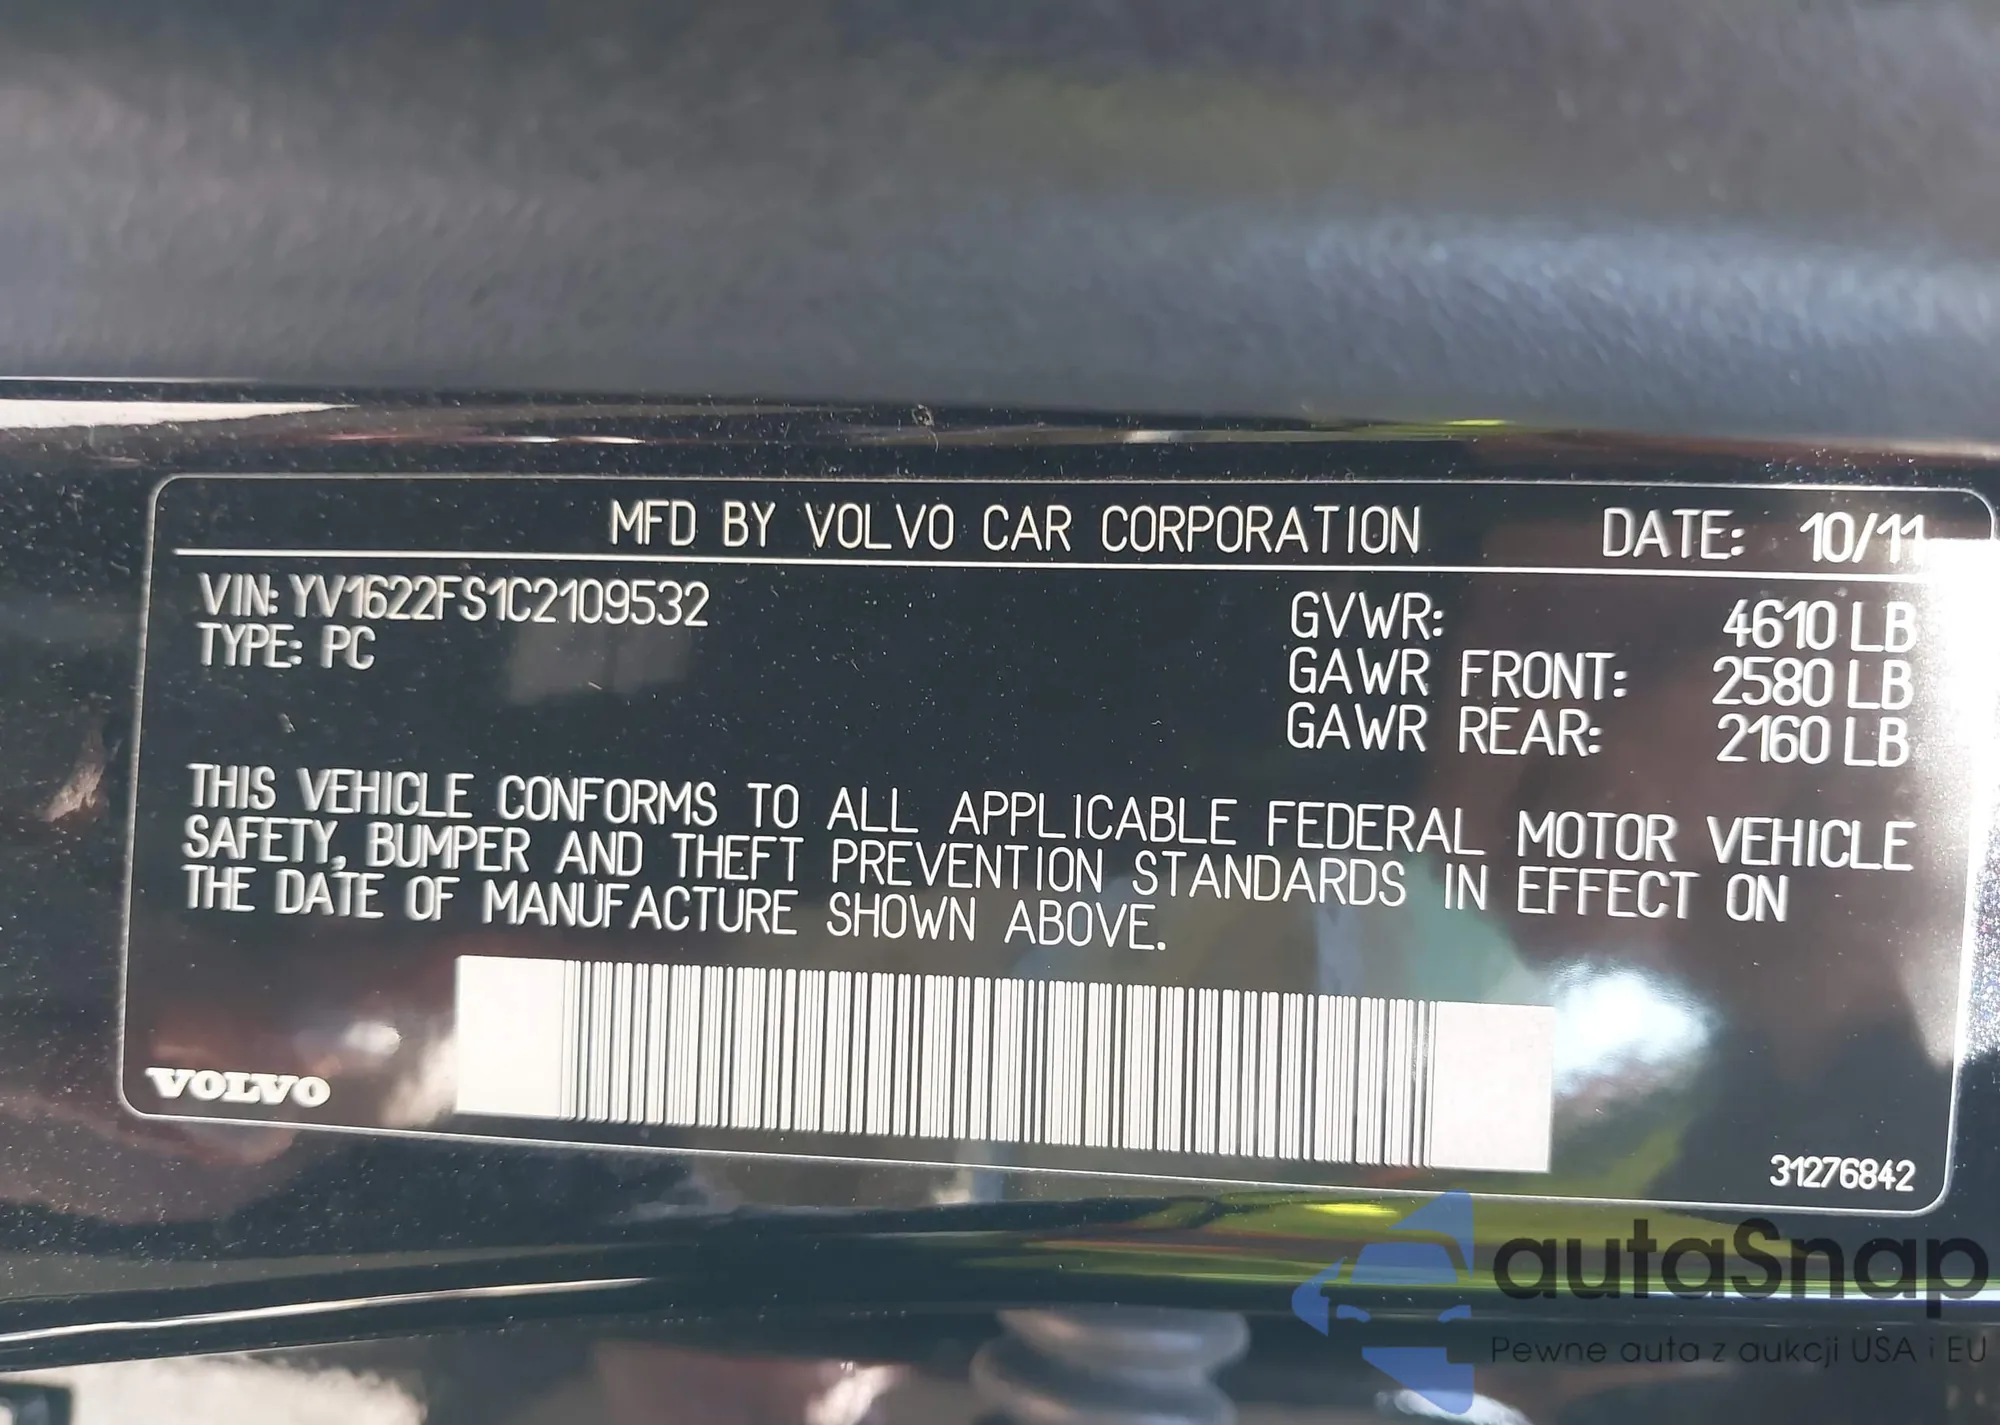 MFD BY VOLVO CAR CORPORATION DATE: 10/11
VIN: YV1622FS1C2109532 GVWR: 4610 LB
TYPE: PC GAWR FRONT: 2580 LB
GAWR REAR: 2160 LB
THIS VEHICLE CONFORMS TO ALL APPLICABLE FEDERAL MOTOR VEHICLE
SAFETY, BUMPER AND THEFT PREVENTION STANDARDS IN EFFECT ON
THE DATE OF MANUFACTURE SHOWN ABOVE.
VOLVO
31276842
autaSnap
Pewne auta z aukcji USA i EU